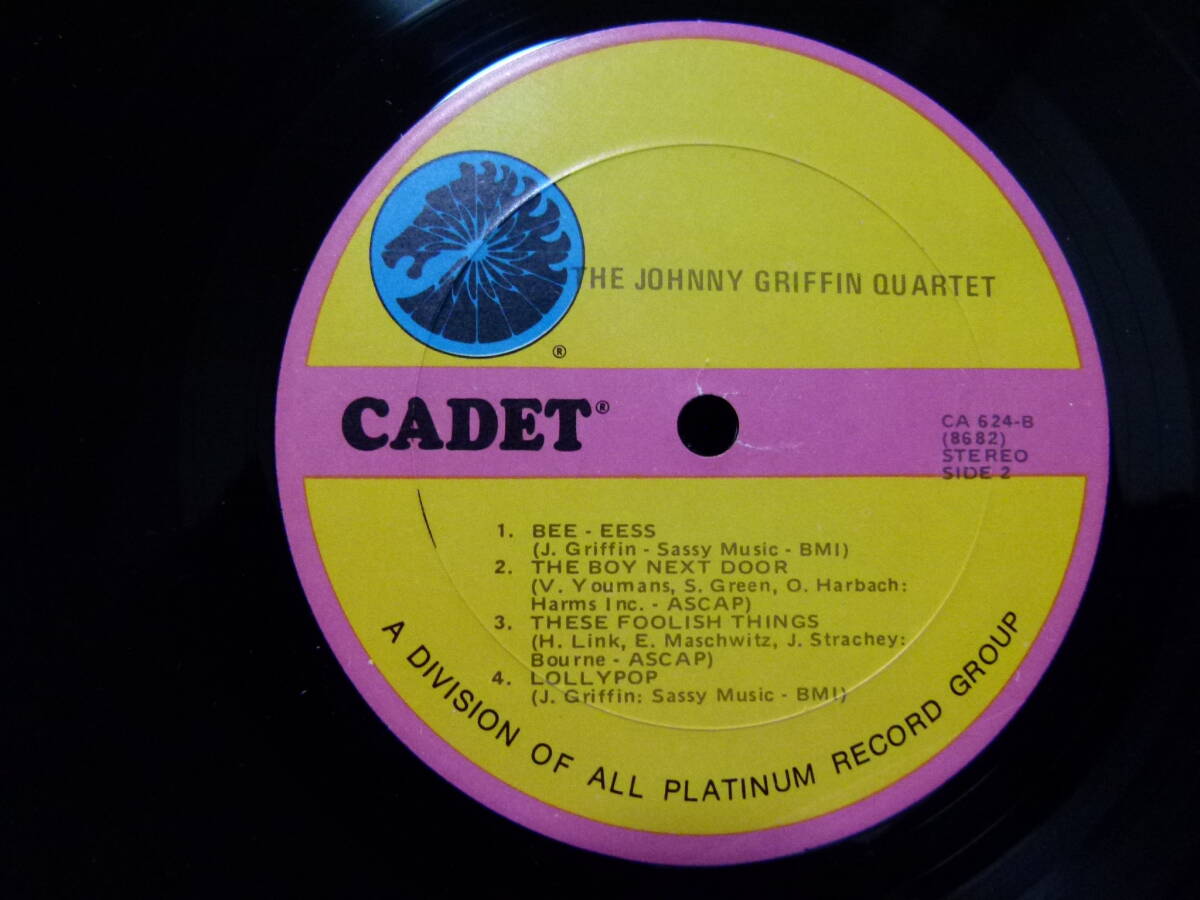 THE JOHNNY GRIFFIN QUARTET
®
CADET®
CA 624-B
(8682)
STEREO
SIDE 2
1. BEE - EESS
(J. Griffin - Sassy Music - BMI)
2. THE BOY NEXT DOOR
(V. Youmans, S. Green, O. Harbach:
Harms Inc. - ASCAP)
3. THESE FOOLISH THINGS
(H. Link, E. Maschwitz, J. Strachey:
Bourne - ASCAP)
4. LOLLYPOP
(J. Griffin: Sassy Music - BMI)
A DIVISION OF ALL PLATINUM RECORD GROUP